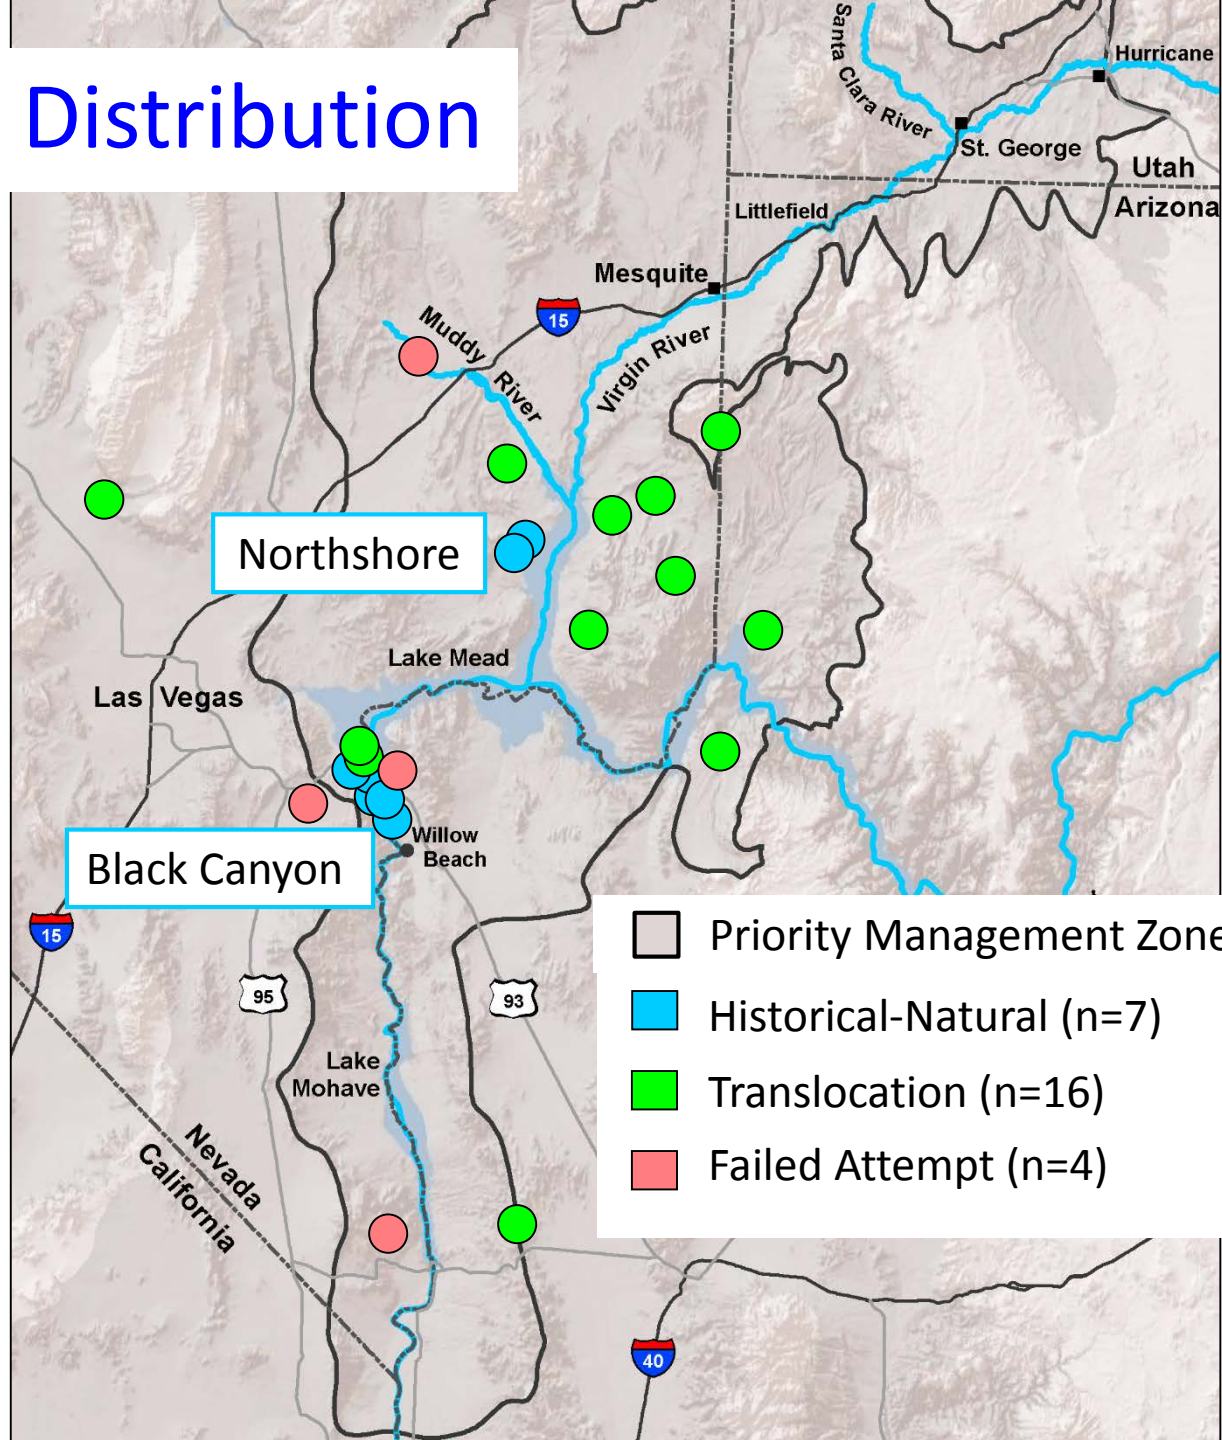 Distribution
Santa Clara River
Hurricane
St. George
Utah
Arizona
Littlefield
Mesquite
15
Muddy River
Virgin River
Northshore
Lake Mead
Las Vegas
Willow
Beach
Black Canyon
15
95
93
Priority Management Zone
Historical-Natural (n=7)
Translocation (n=16)
Failed Attempt (n=4)
Lake
Mohave
Nevada
California
40